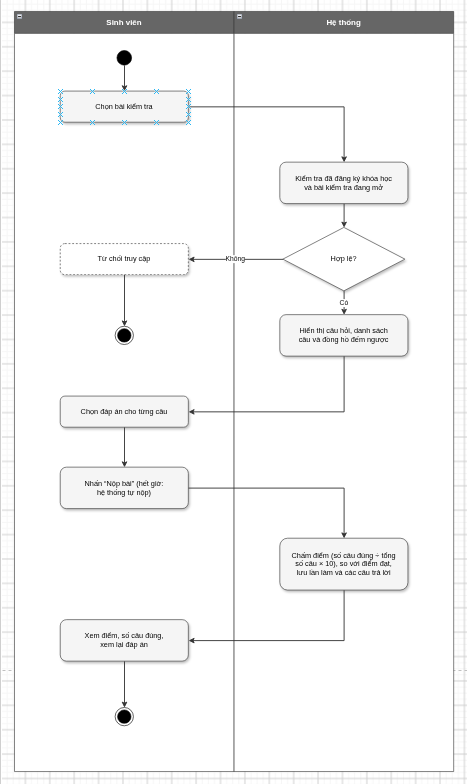 Sinh viên
Hệ thống
Chọn bài kiểm tra
Kiểm tra đã đăng ký khóa học
và bài kiểm tra đang mở
Từ chối truy cập
Không
Hợp lệ?
Có
Hiển thị câu hỏi, danh sách
câu và đồng hồ đếm ngược
Chọn đáp án cho từng câu
Nhấn "Nộp bài" (hết giờ:
hệ thống tự nộp)
Chấm điểm (số câu đúng ÷ tổng
số câu × 10), so với điểm đạt,
lưu lần làm và các câu trả lời
Xem điểm, số câu đúng,
xem lại đáp án